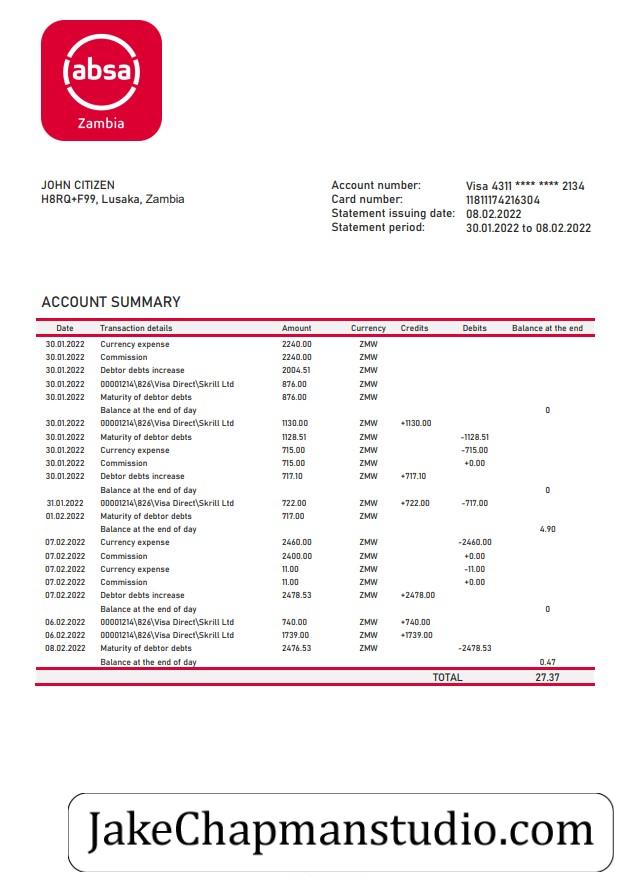 absa
Zambia
JOHN CITIZEN
H8RQ+F99, Lusaka, Zambia
Account number: Visa 4311 **** **** 2134
Card number: 11811174216304
Statement issuing date: 08.02.2022
Statement period: 30.01.2022 to 08.02.2022
ACCOUNT SUMMARY
Date Transaction details Amount Currency Credits Debits Balance at the end
30.01.2022 Currency expense 2240.00 ZMW
30.01.2022 Commission 2240.00 ZMW
30.01.2022 Debtor debts increase 2004.51 ZMW
30.01.2022 00001214\826\Visa Direct\Skrill Ltd 876.00 ZMW
30.01.2022 Maturity of debtor debts 876.00 ZMW
Balance at the end of day 0
30.01.2022 00001214\826\Visa Direct\Skrill Ltd 1130.00 ZMW +1130.00
30.01.2022 Maturity of debtor debts 1128.51 ZMW -1128.51
30.01.2022 Currency expense 715.00 ZMW -715.00
30.01.2022 Commission 715.00 ZMW +0.00
30.01.2022 Debtor debts increase 717.10 ZMW +717.10
Balance at the end of day 0
31.01.2022 00001214\826\Visa Direct\Skrill Ltd 722.00 ZMW +722.00 -717.00
01.02.2022 Maturity of debtor debts 717.00 ZMW
Balance at the end of day 4.90
07.02.2022 Currency expense 2460.00 ZMW -2460.00
07.02.2022 Commission 2400.00 ZMW +0.00
07.02.2022 Currency expense 11.00 ZMW -11.00
07.02.2022 Commission 11.00 ZMW +0.00
07.02.2022 Debtor debts increase 2478.53 ZMW +2478.00
Balance at the end of day 0
06.02.2022 00001214\826\Visa Direct\Skrill Ltd 740.00 ZMW +740.00
06.02.2022 00001214\826\Visa Direct\Skrill Ltd 1739.00 ZMW +1739.00
08.02.2022 Maturity of debtor debts 2476.53 ZMW -2478.53
Balance at the end of day 0.47
TOTAL 27.37
JakeChapmanstudio.com